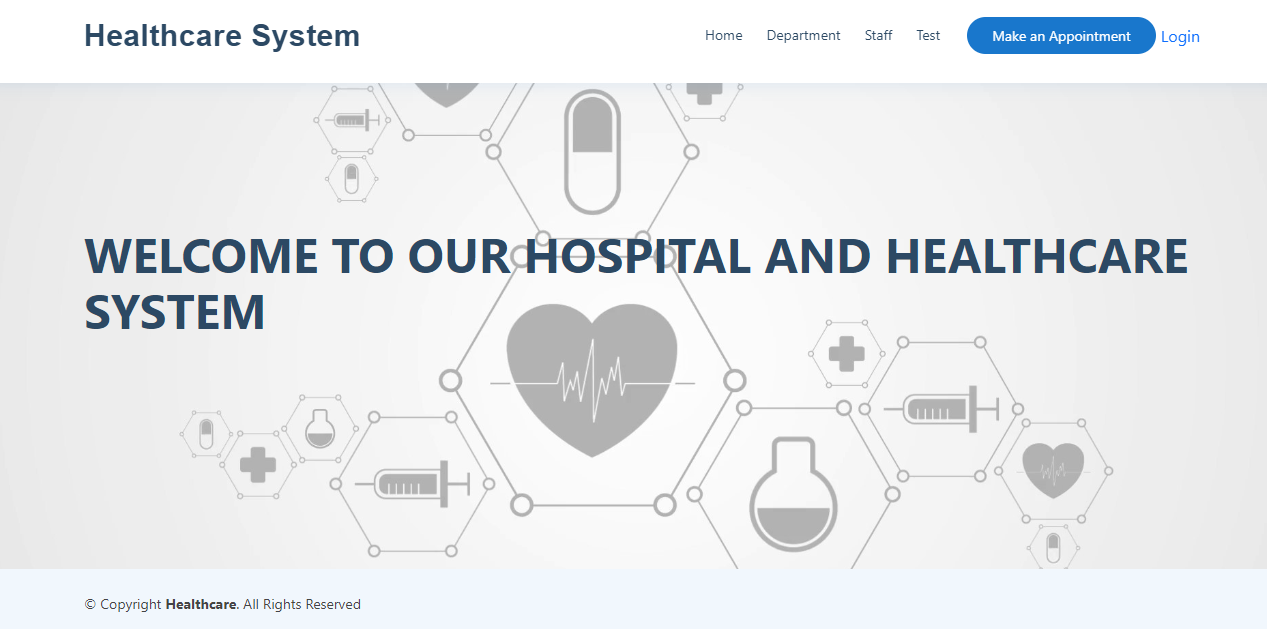 Healthcare System
Home Department Staff Test Make an Appointment Login
WELCOME TO OUR HOSPITAL AND HEALTHCARE
SYSTEM
© Copyright Healthcare. All Rights Reserved